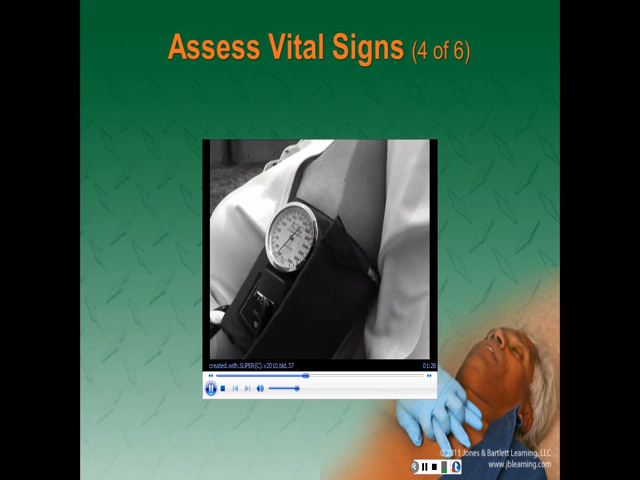 Assess Vital Signs (4 of 6)
created.with.SUPER(C).v2010.bld.37
01:26
© 2011 Jones & Bartlett Learning, LLC
www.jblearning.com